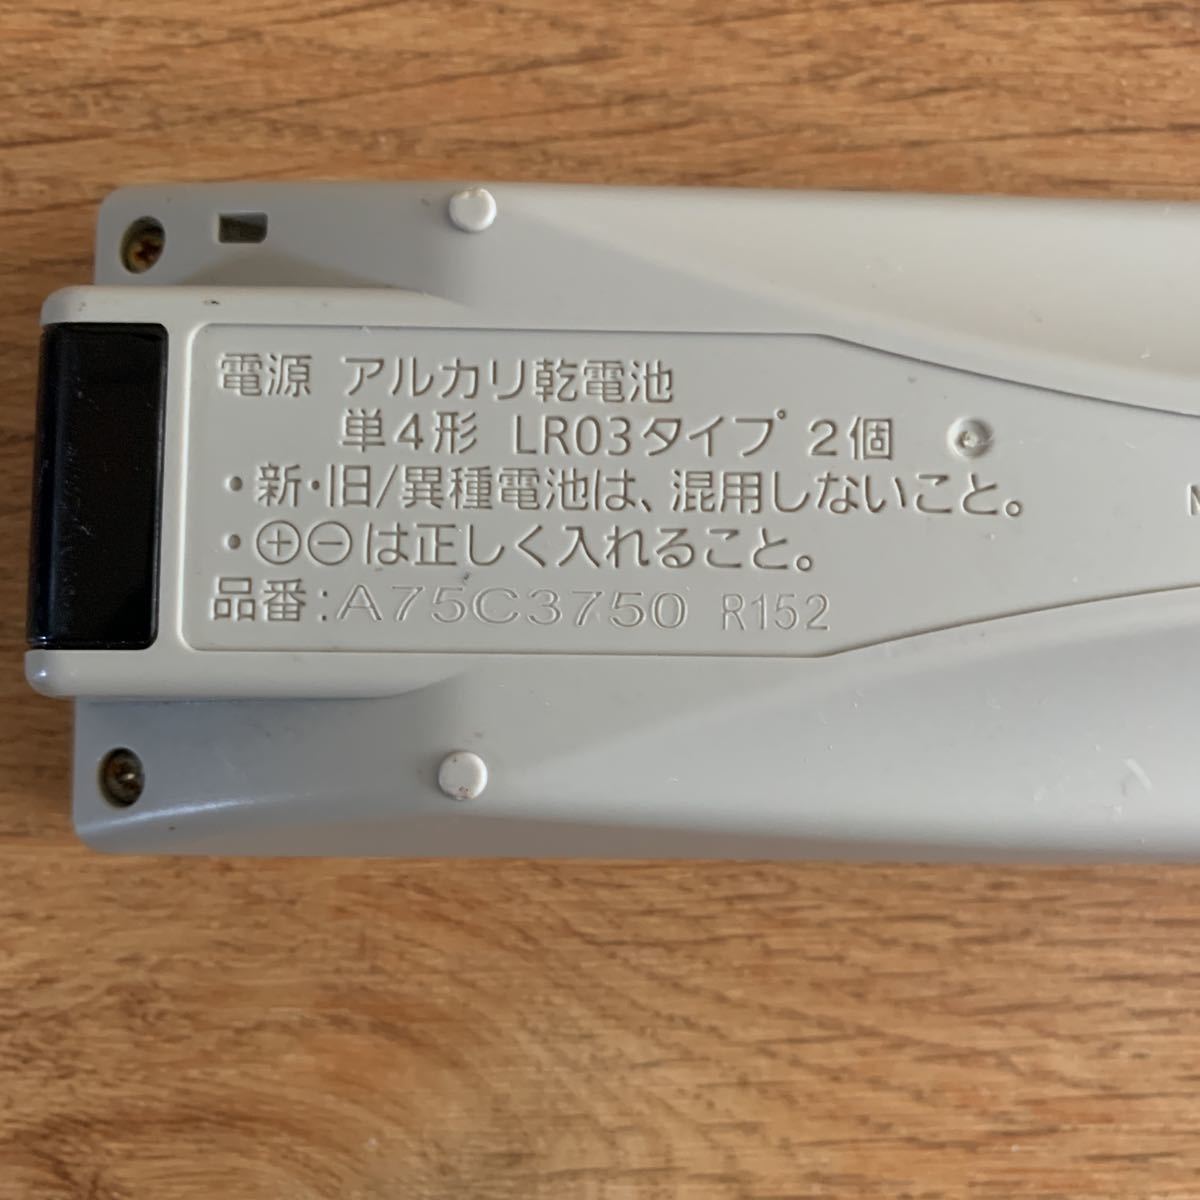 電源 アルカリ乾電池
単4形 LR03タイプ 2個
・新・旧/異種電池は、混用しないこと。
・⊕⊖は正しく入れること。
品番:A75C3750 R152